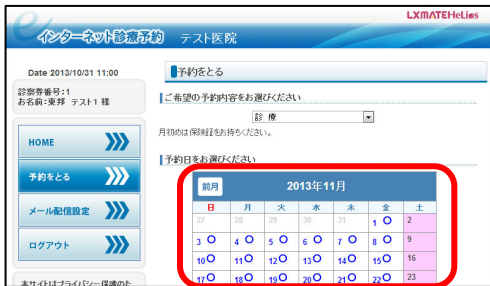 LXMATEHeLios
インターネット診療予約 テスト医院
Date 2013/10/31 11:00
診察券番号:1
お名前:東邦 テスト1 様
HOME
予約をとる
メール配信設定
ログアウト
本サイトはプライバシー保護のた
予約をとる
ご希望の予約内容をお選びください
診 療
月初めは保険証をお持ちください。
予約日をお選びください
前月 2013年11月
日 月 火 水 木 金 土
27 28 29 30 31 1 O 2
3 O 4 O 5 O 6 O 7 O 8 O 9
10 O 11 O 12 O 13 O 14 O 15 O 16
17 O 18 O 19 O 20 O 21 O 22 O 23